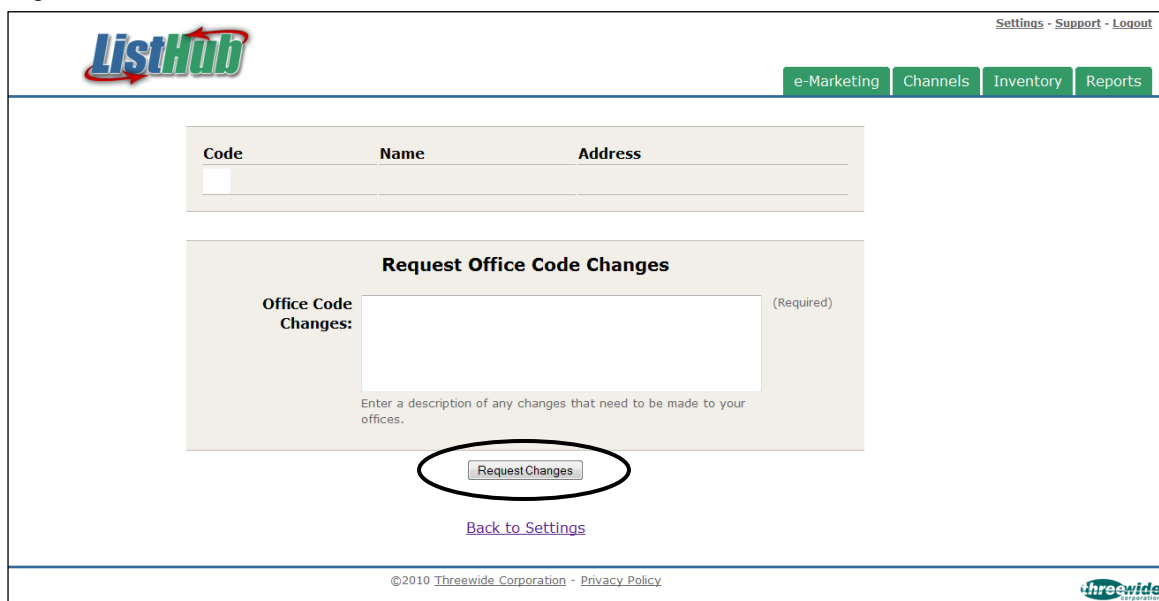 Settings - Support - Logout
ListHub
e-Marketing Channels Inventory Reports
Code Name Address
Request Office Code Changes
Office Code (Required)
Changes:
Enter a description of any changes that need to be made to your
offices.
Request Changes
Back to Settings
©2010 Threewide Corporation - Privacy Policy
threewide
corporation